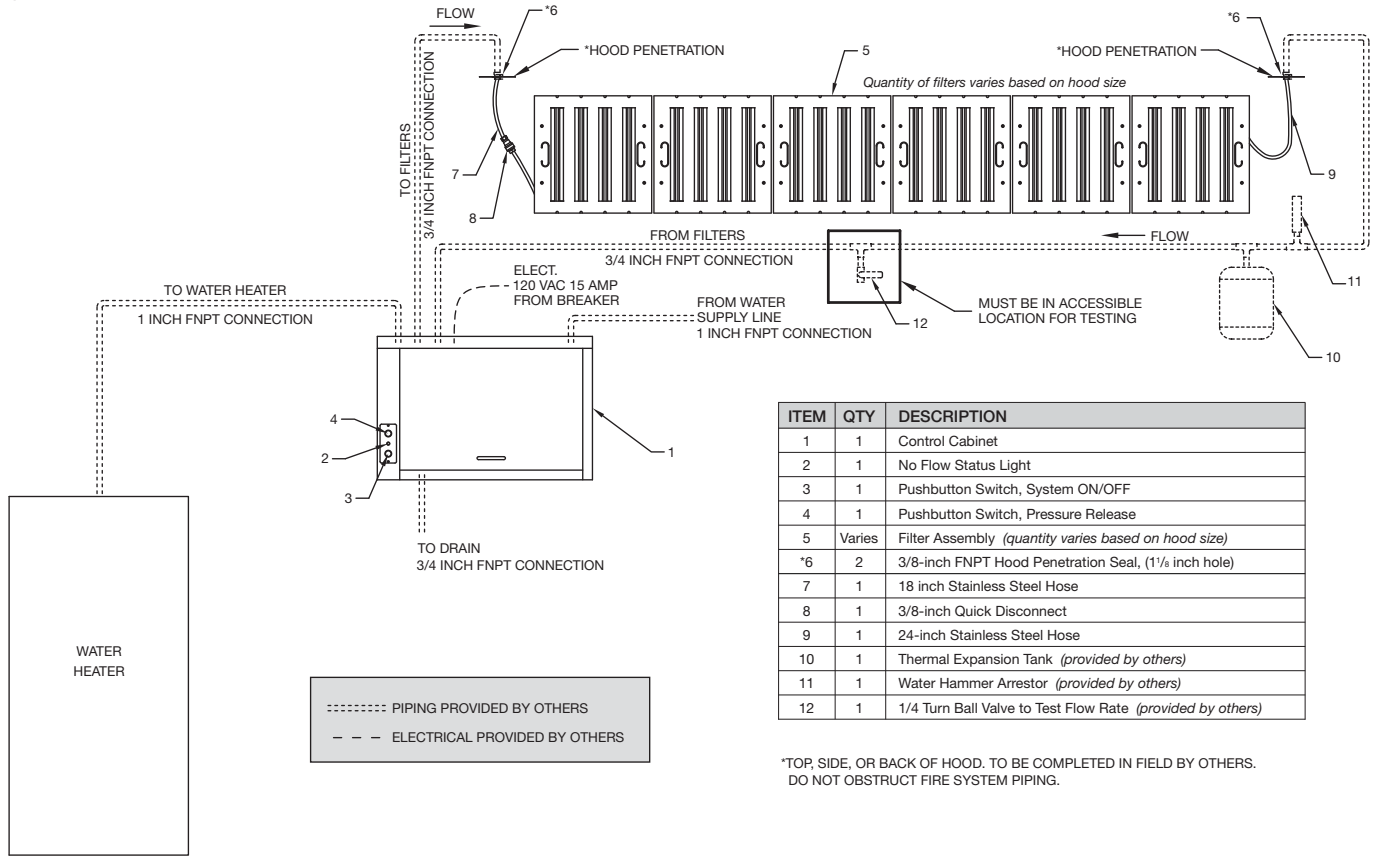 FLOW
*6
*HOOD PENETRATION
5
Quantity of filters varies based on hood size
*6
*HOOD PENETRATION
TO FILTERS
3/4 INCH FNPT CONNECTION
7
8
9
FROM FILTERS
3/4 INCH FNPT CONNECTION
FLOW
11
10
12
MUST BE IN ACCESSIBLE
LOCATION FOR TESTING
ELECT.
120 VAC 15 AMP
FROM BREAKER
FROM WATER
SUPPLY LINE
1 INCH FNPT CONNECTION
TO WATER HEATER
1 INCH FNPT CONNECTION
4
2
3
1
TO DRAIN
3/4 INCH FNPT CONNECTION
WATER
HEATER
PIPING PROVIDED BY OTHERS
ELECTRICAL PROVIDED BY OTHERS
ITEM QTY DESCRIPTION
1 1 Control Cabinet
2 1 No Flow Status Light
3 1 Pushbutton Switch, System ON/OFF
4 1 Pushbutton Switch, Pressure Release
5 Varies Filter Assembly (quantity varies based on hood size)
*6 2 3/8-inch FNPT Hood Penetration Seal, (1 1/8 inch hole)
7 1 18 inch Stainless Steel Hose
8 1 3/8-inch Quick Disconnect
9 1 24-inch Stainless Steel Hose
10 1 Thermal Expansion Tank (provided by others)
11 1 Water Hammer Arrestor (provided by others)
12 1 1/4 Turn Ball Valve to Test Flow Rate (provided by others)
*TOP, SIDE, OR BACK OF HOOD. TO BE COMPLETED IN FIELD BY OTHERS.
DO NOT OBSTRUCT FIRE SYSTEM PIPING.